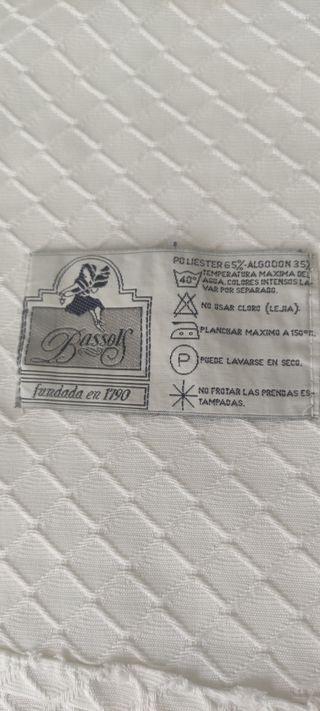 Bassols
fundada en 1790
POLIESTER 65%-ALGODON 35%
40°
TEMPERATURA MAXIMA DEL
AGUA. COLORES INTENSOS LA-
VAR POR SEPARADO.
NO USAR CLORO (LEJIA).
PLANCHAR MAXIMO A 150ºC.
P
PUEDE LAVARSE EN SECO.
NO FROTAR LAS PRENDAS ES-
TAMPADAS.